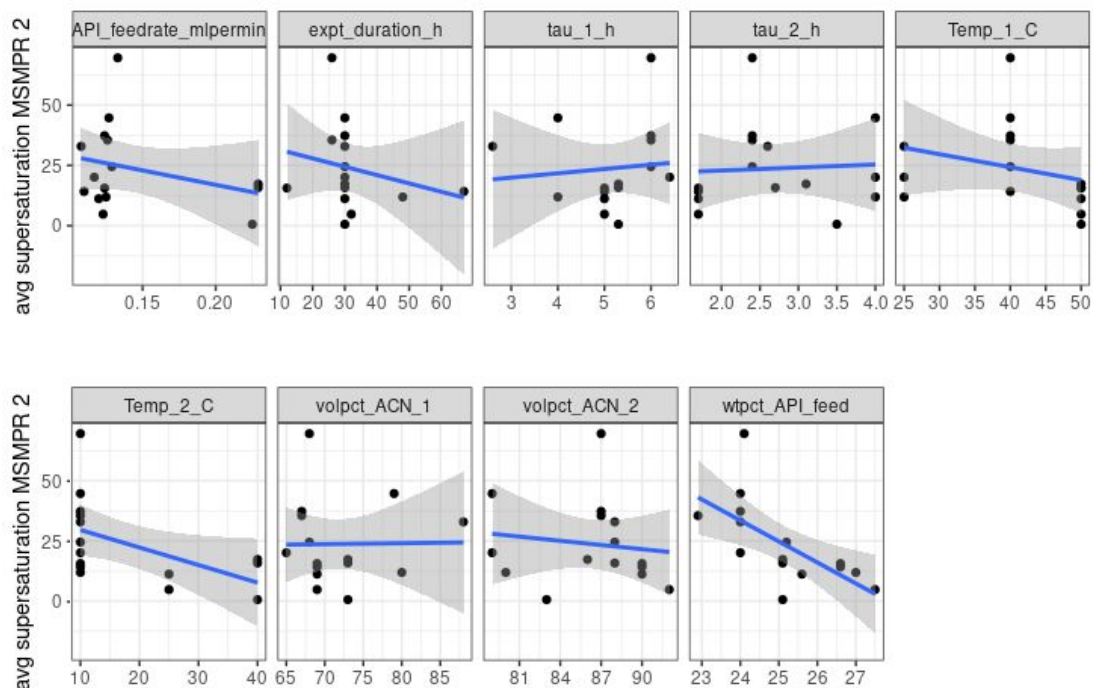 API_feedrate_mlpermin expt_duration_h tau_1_h tau_2_h Temp_1_C
avg supersaturation MSMPR 2
50
25
0
0.15 0.20 10 20 30 40 50 60 3 4 5 6 2.0 2.5 3.0 3.5 4.0 25 30 35 40 45 50
Temp_2_C volpct_ACN_1 volpct_ACN_2 wtpct_API_feed
avg supersaturation MSMPR 2
50
25
0
10 20 30 40 65 70 75 80 85 81 84 87 90 23 24 25 26 27